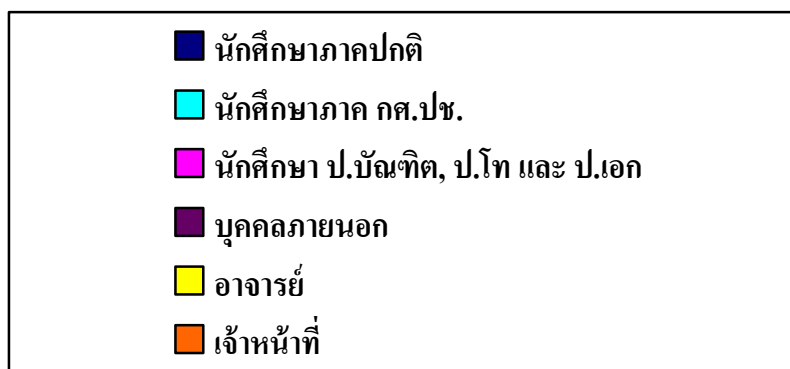 นักศึกษาภาคปกติ
นักศึกษาภาค กศ.ปช.
นักศึกษา ป.บัณฑิต, ป.โท และ ป.เอก
บุคคลภายนอก
อาจารย์
เจ้าหน้าที่